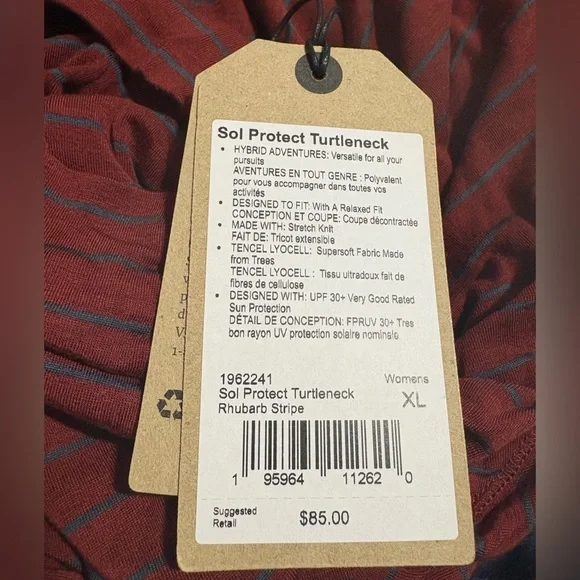 Sol Protect Turtleneck
• HYBRID ADVENTURES: Versatile for all your
pursuits
AVENTURES EN TOUT GENRE : Polyvalent
pour vous accompagner dans toutes vos
activités
• DESIGNED TO FIT: With A Relaxed Fit
CONCEPTION ET COUPE: Coupe décontractée
• MADE WITH: Stretch Knit
FAIT DE: Tricot extensible
• TENCEL LYOCELL: Supersoft Fabric Made
from Trees
TENCEL LYOCELL : Tissu ultradoux fait de
fibres de cellulose
• DESIGNED WITH: UPF 30+ Very Good Rated
Sun Protection
DÉTAIL DE CONCEPTION: FPRUV 30+ Tres
bon rayon UV protection solaire nominale
1962241 Womens
Sol Protect Turtleneck XL
Rhubarb Stripe
1 95964 11262 0
Suggested
Retail $85.00